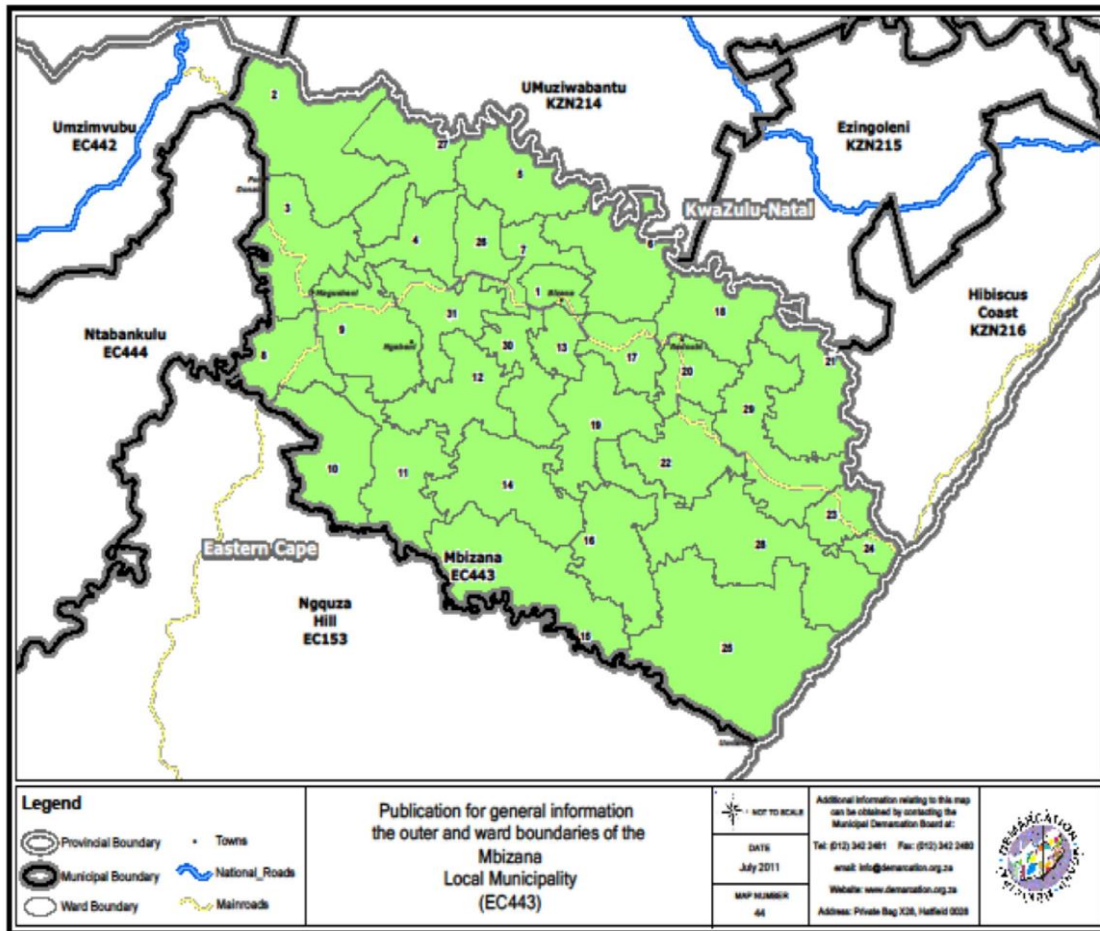 2
UMuziwabantu
KZN214
Umzimvubu
EC442
27
Ezingoleni
KZN215
5
3
KwaZulu-Natal
4
26
7
6
1
Bizana
Magusheni
18
Hibiscus
Coast
KZN216
31
Ntabankulu
EC444
9
30
13
8
17
20
21
12
29
19
10
11
22
14
23
16
28
24
Eastern Cape
Mbizana
EC443
Ngquza
Hill
EC153
15
25
Legend
Provincial Boundary
Towns
Municipal Boundary
National_Roads
Ward Boundary
Mainroads
Publication for general information
the outer and ward boundaries of the
Mbizana
Local Municipality
(EC443)
NOT TO SCALE
DATE
July 2011
MAP NUMBER
44
Additional information relating to this map
can be obtained by contacting the
Municipal Demarcation Board at:
Tel: (012) 342 2481 Fax: (012) 342 2480
email: info@demarcation.org.za
Website: www.demarcation.org.za
Address: Private Bag X28, Hatfield 0028